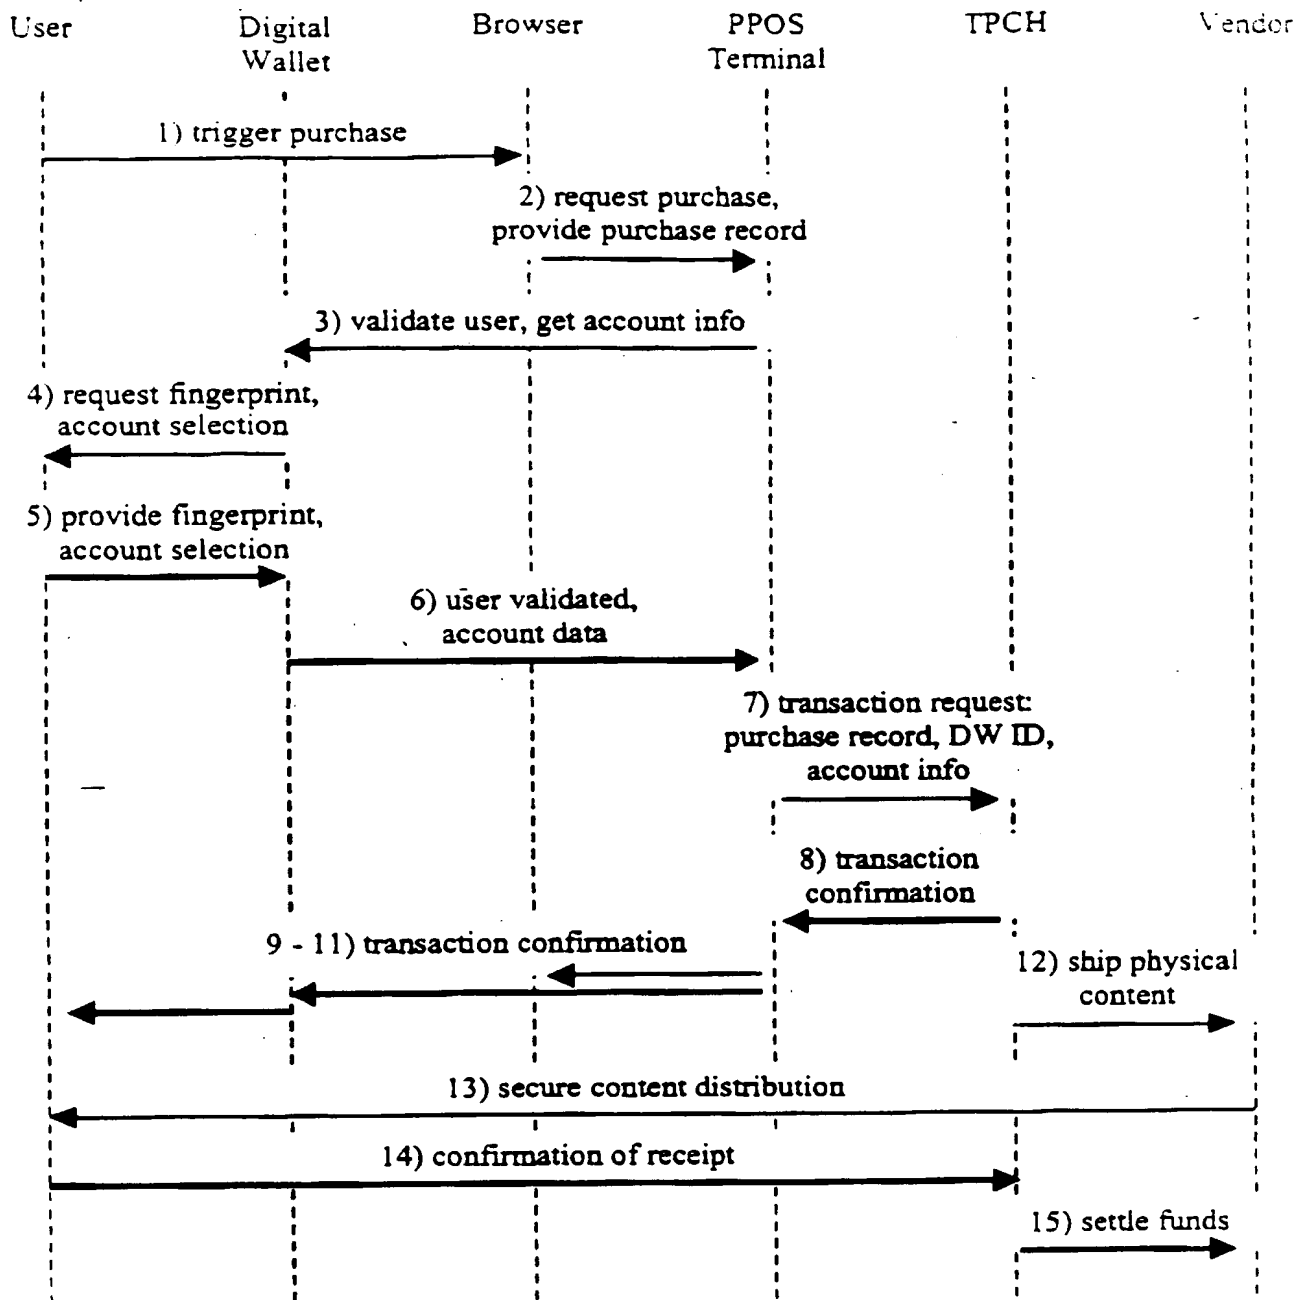 User
Digital
Wallet
Browser
PPOS
Terminal
TPCH
Vendor
1) trigger purchase
2) request purchase,
provide purchase record
3) validate user, get account info
4) request fingerprint,
account selection
5) provide fingerprint,
account selection
6) user validated,
account data
7) transaction request:
purchase record, DW ID,
account info
8) transaction
confirmation
9 - 11) transaction confirmation
12) ship physical
content
13) secure content distribution
14) confirmation of receipt
15) settle funds